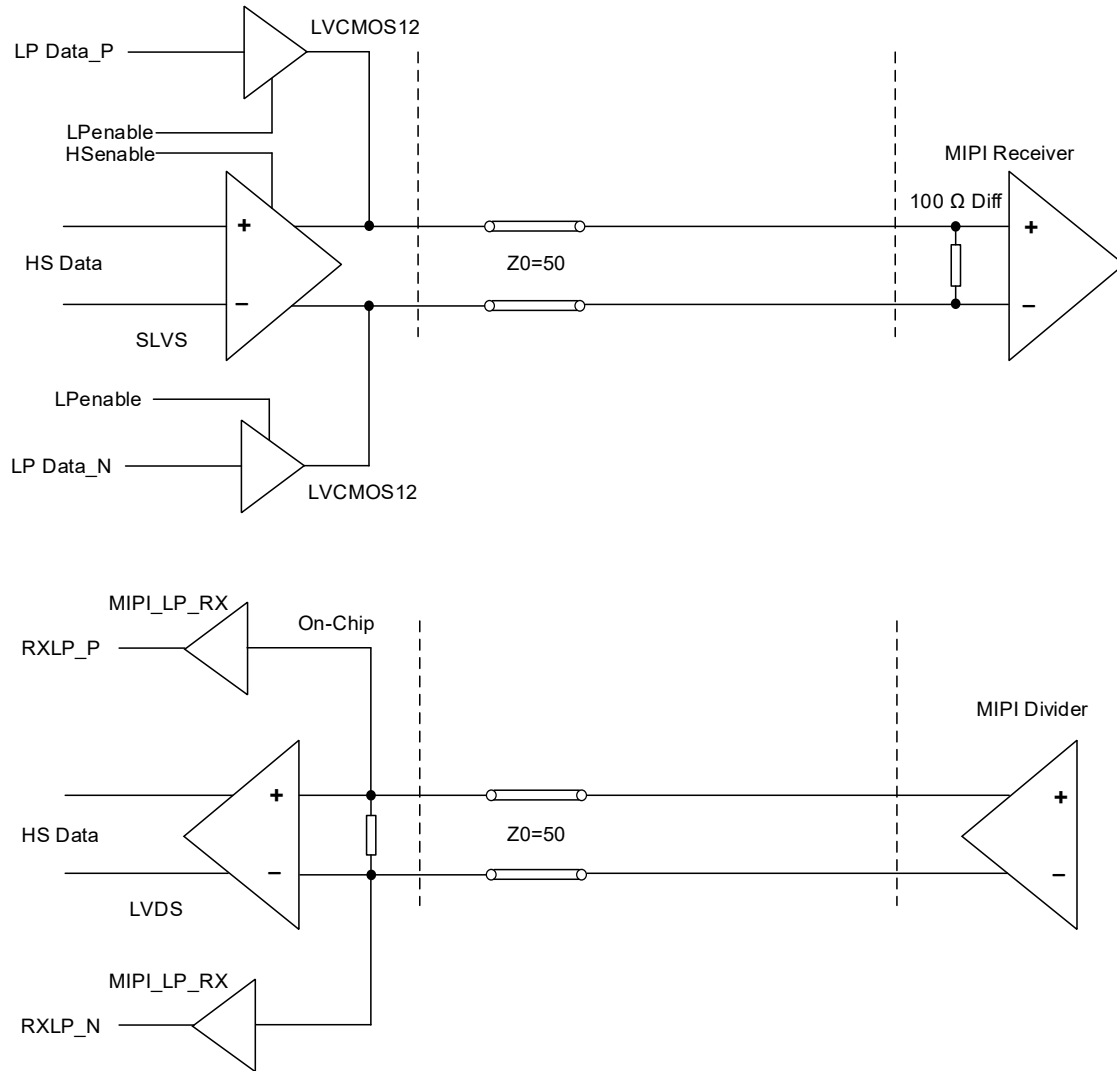 LVCMOS12
LP Data_P
LPenable
HSenable
MIPI Receiver
100 Ω Diff
+
+
HS Data
Z0=50
−
−
SLVS
LPenable
LP Data_N
LVCMOS12
MIPI_LP_RX
On-Chip
RXLP_P
MIPI Divider
+
+
HS Data
Z0=50
−
−
LVDS
MIPI_LP_RX
RXLP_N